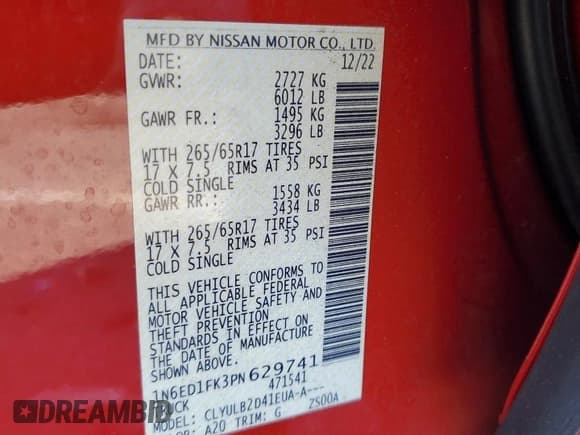 MFD BY NISSAN MOTOR CO., LTD.
DATE: 12/22
GVWR: 2727 KG
6012 LB
GAWR FR.: 1495 KG
3296 LB
WITH 265/65R17 TIRES
17 X 7.5 RIMS AT 35 PSI
COLD SINGLE
GAWR RR.: 1558 KG
3434 LB
WITH 265/65R17 TIRES
17 X 7.5 RIMS AT 35 PSI
COLD SINGLE
THIS VEHICLE CONFORMS TO
ALL APPLICABLE FEDERAL
MOTOR VEHICLE SAFETY AND
THEFT PREVENTION
STANDARDS IN EFFECT ON
THE DATE OF MANUFACTURE
SHOWN ABOVE.
1N6ED1FK3PN629741
471541
CLYULB2D41EUA-A--- ZS00A
A20 TRIM: G